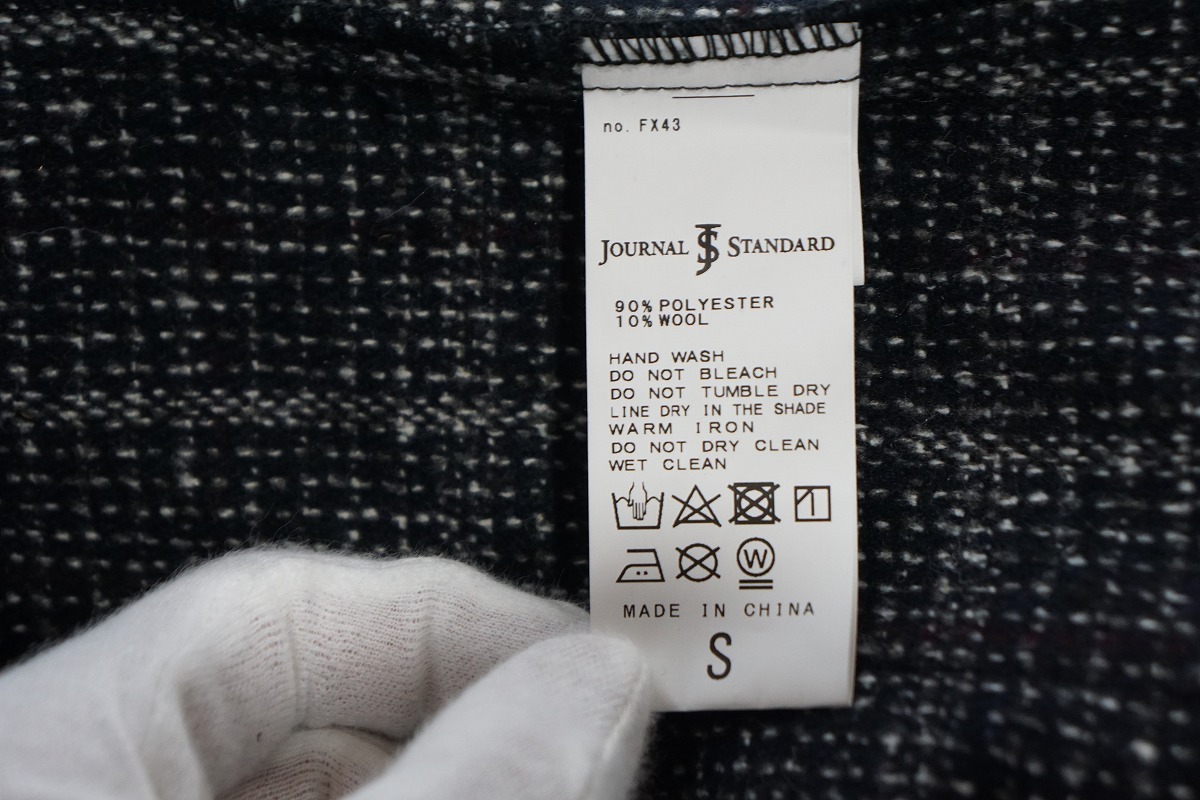 no. FX43
JOURNAL JS STANDARD
90% POLYESTER
10% WOOL
HAND WASH
DO NOT BLEACH
DO NOT TUMBLE DRY
LINE DRY IN THE SHADE
WARM IRON
DO NOT DRY CLEAN
WET CLEAN
W
MADE IN CHINA
S